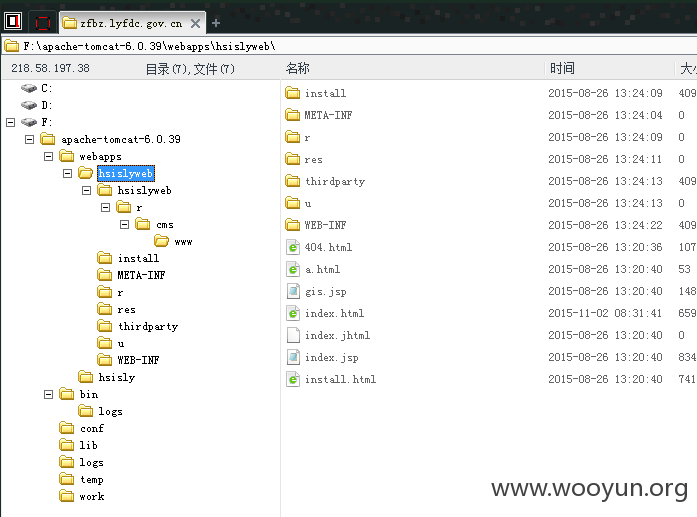 zfbz.lyfdc.gov.cn
F:\apache-tomcat-6.0.39\webapps\hsislyweb\
218.58.197.38 目录(7),文件(7) 名称 时间
C:
D:
F:
apache-tomcat-6.0.39
webapps
hsislyweb
hsislyweb
r
cms
www
install
META-INF
r
res
thirdparty
u
WEB-INF
hsisly
bin
logs
conf
lib
logs
temp
work
install 2015-08-26 13:24:09 409
META-INF 2015-08-26 13:24:04 0
r 2015-08-26 13:24:09 0
res 2015-08-26 13:24:11 0
thirdparty 2015-08-26 13:24:13 409
u 2015-08-26 13:24:13 0
WEB-INF 2015-08-26 13:24:22 409
404.html 2015-08-26 13:20:36 107
a.html 2015-08-26 13:20:40 53
gis.jsp 2015-08-26 13:20:40 148
index.html 2015-11-02 08:31:41 659
index.jhtml 2015-08-26 13:20:40 0
index.jsp 2015-08-26 13:20:40 834
install.html 2015-08-26 13:20:40 741
www.wooyun.org